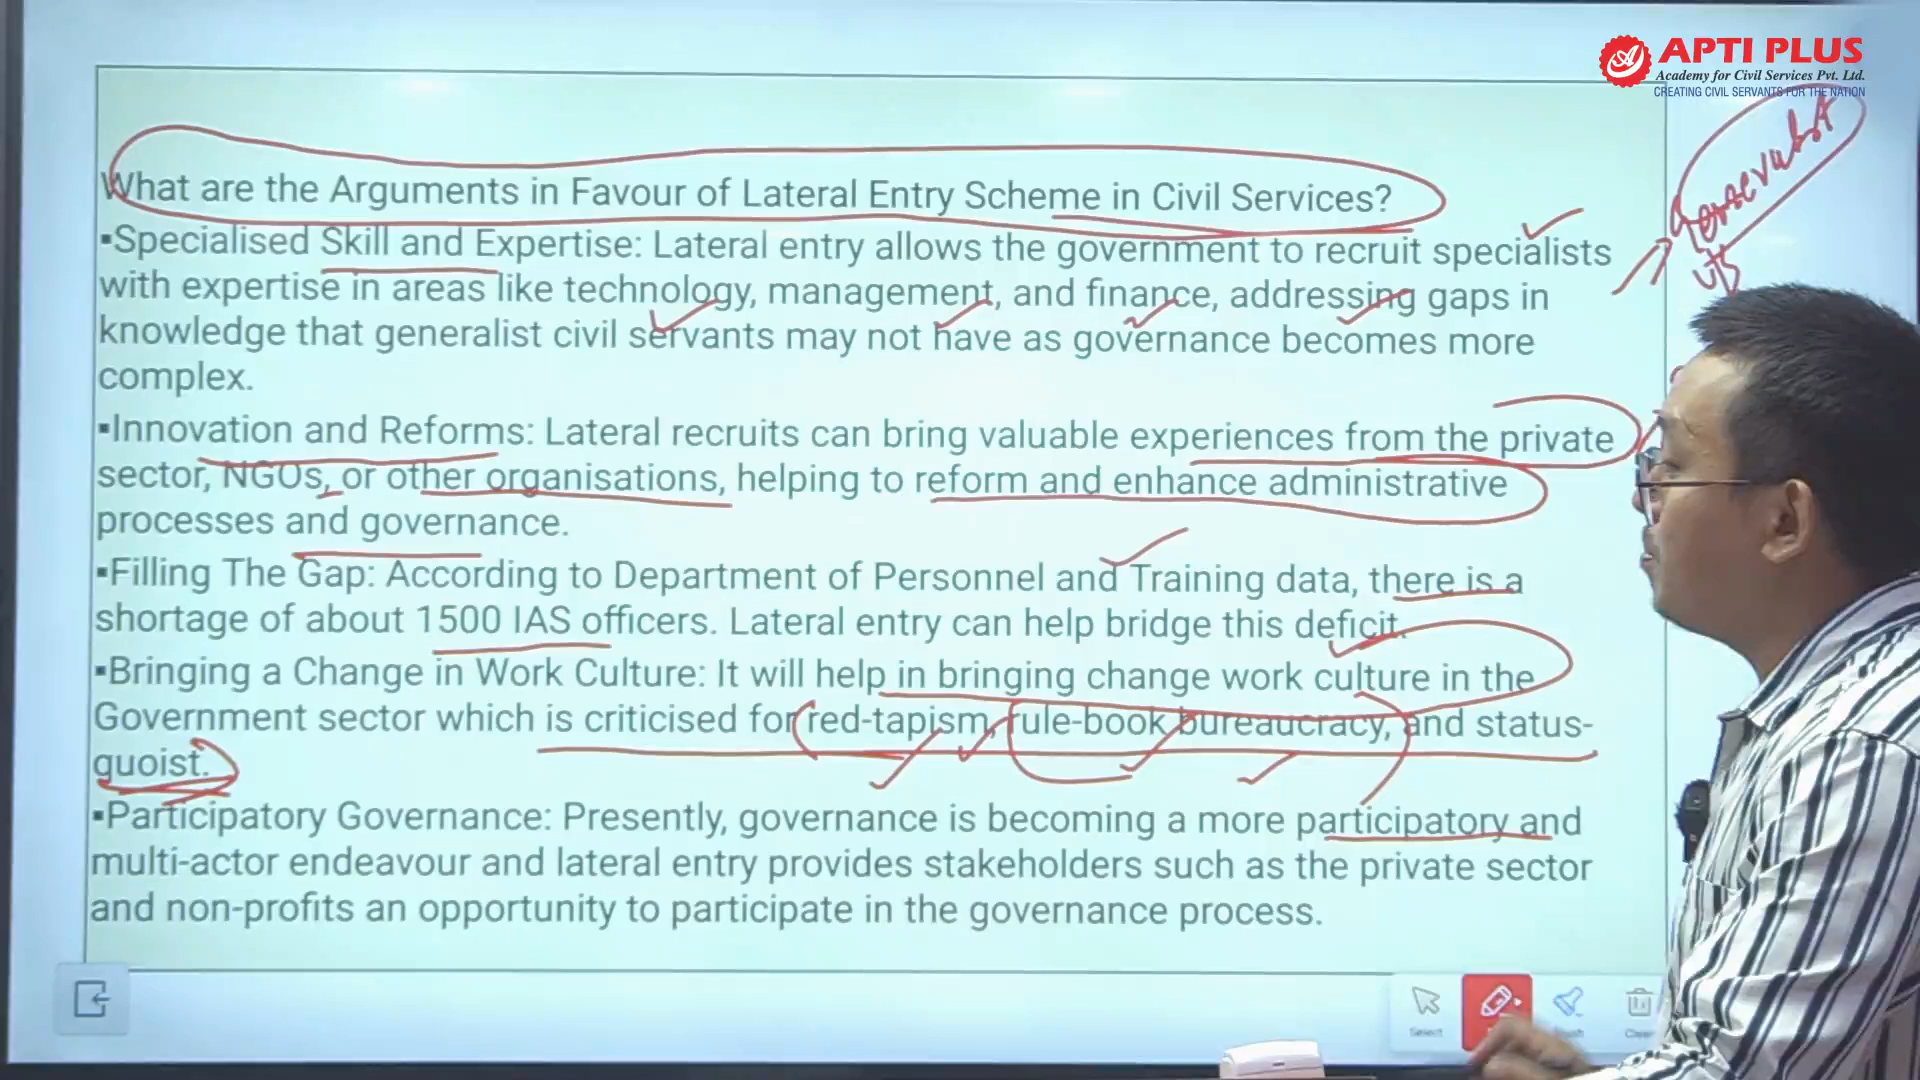 APTI PLUS
Academy for Civil Services Pvt. Ltd.
CREATING CIVIL SERVANTS FOR THE NATION
What are the Arguments in Favour of Lateral Entry Scheme in Civil Services?
▪Specialised Skill and Expertise: Lateral entry allows the government to recruit specialists
with expertise in areas like technology, management, and finance, addressing gaps in
knowledge that generalist civil servants may not have as governance becomes more
complex.
▪Innovation and Reforms: Lateral recruits can bring valuable experiences from the private
sector, NGOs, or other organisations, helping to reform and enhance administrative
processes and governance.
▪Filling The Gap: According to Department of Personnel and Training data, there is a
shortage of about 1500 IAS officers. Lateral entry can help bridge this deficit.
▪Bringing a Change in Work Culture: It will help in bringing change work culture in the
Government sector which is criticised for red-tapism, rule-book bureaucracy, and status-
quoist.
▪Participatory Governance: Presently, governance is becoming a more participatory and
multi-actor endeavour and lateral entry provides stakeholders such as the private sector
and non-profits an opportunity to participate in the governance process.
Select